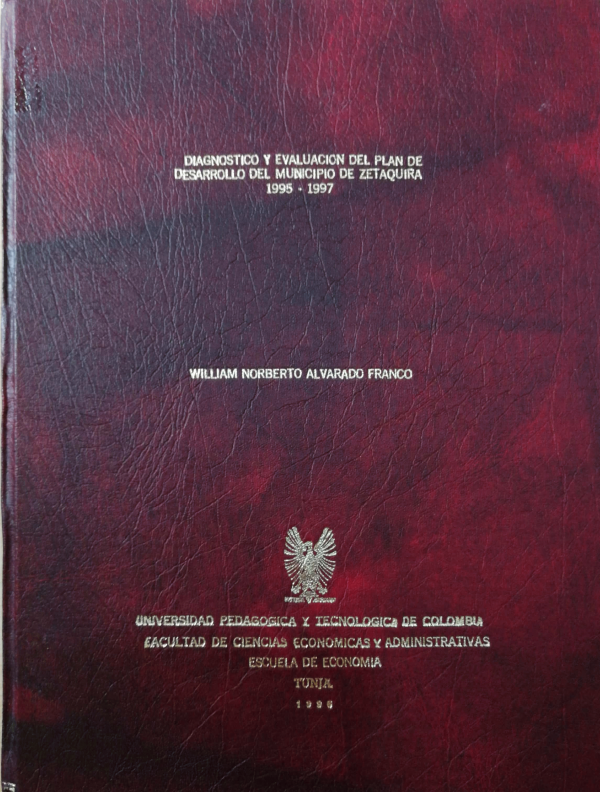 DIAGNOSTICO Y EVALUACION DEL PLAN DE
DESARROLLO DEL MUNICIPIO DE ZETAQUIRA
1995 - 1997
WILLIAM NORBERTO ALVARADO FRANCO
UNIVERSIDAD PEDAGOGICA Y TECNOLOGICA DE COLOMBIA
FACULTAD DE CIENCIAS ECONOMICAS Y ADMINISTRATIVAS
ESCUELA DE ECONOMIA
TUNJA